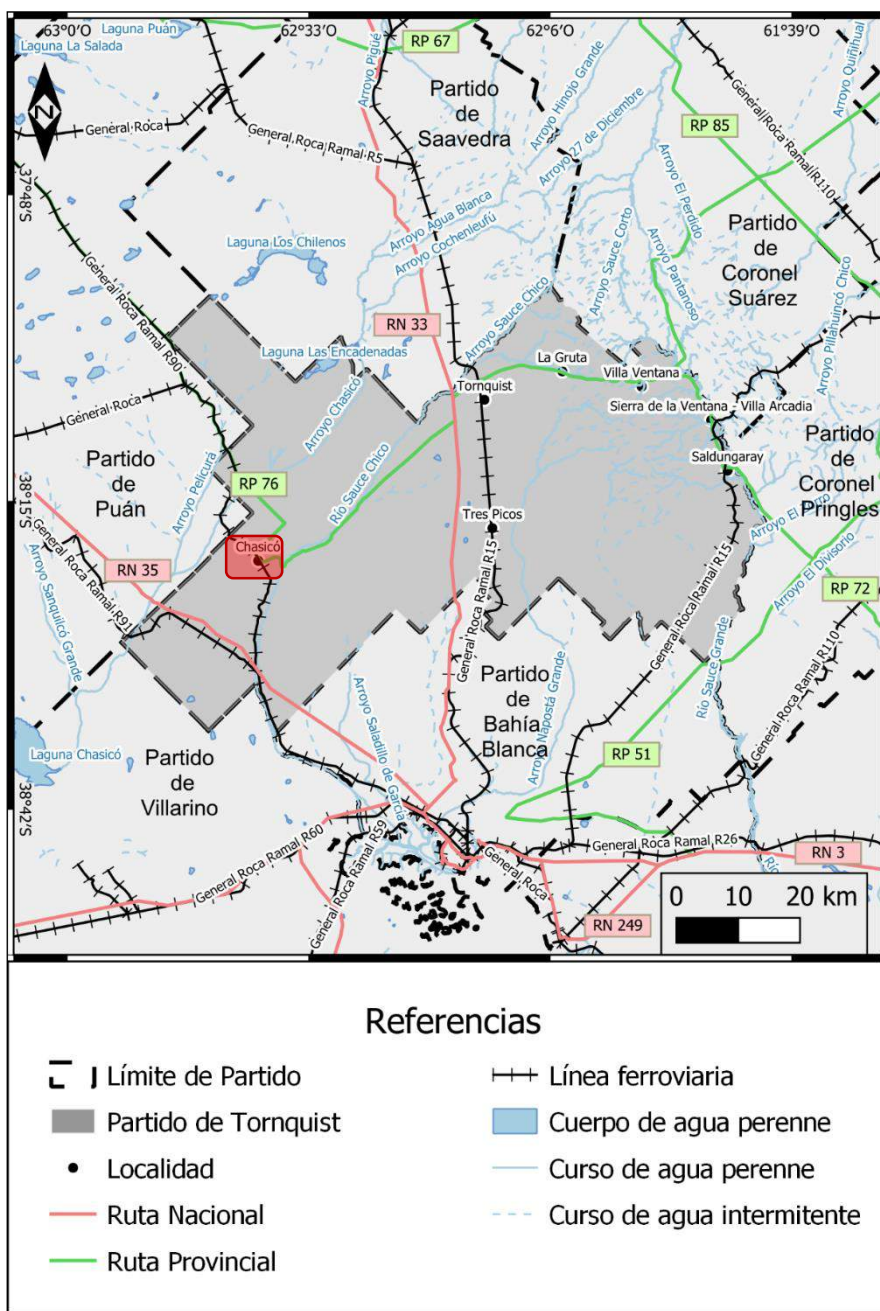 63°0'O
62°33'O
62°6'O
61°39'O
Laguna Puán
Laguna La Salada
Arroyo Pigüé
RP 67
Arroyo Quiñihual
N
General Roca
General Roca Ramal R5
Partido
de
Saavedra
Arroyo Hinojo Grande
Arroyo 27 de Diciembre
RP 85
General Roca Ramal R110
37°48'S
Arroyo El Perdido
Arroyo Agua Blanca
Arroyo Cochenleufú
Arroyo Sauce Corto
Arroyo Pantanoso
Partido
de
Coronel
Suárez
Laguna Los Chilenos
General Roca Ramal R90
RN 33
Arroyo Sauce Chico
Arroyo Pillahuincó Chico
Laguna Las Encadenadas
La Gruta
Villa Ventana
Tornquist
General Roca
Arroyo Chasicó
Sierra de la Ventana - Villa Arcadia
Partido
de
Puán
Arroyo Pelicurá
RP 76
Río Sauce Chico
Saldungaray
Partido
de
Coronel
Pringles
38°15'S
Tres Picos
Arroyo El Zorro
Chasicó
RN 35
General Roca Ramal R91
Arroyo Sanquilcó Grande
General Roca Ramal R15
General Roca Ramal R15
Arroyo El Divisorio
RP 72
General Roca Ramal R110
Río Sauce Grande
Partido
de
Bahía
Blanca
Arroyo Napostá Grande
Arroyo Saladillo de García
Laguna Chasicó
Partido
de
Villarino
RP 51
38°42'S
General Roca Ramal R60
General Roca Ramal R59
General Roca Ramal R26
General Roca
RN 3
RN 249
0 10 20 km
Referencias
Límite de Partido
Partido de Tornquist
Localidad
Ruta Nacional
Ruta Provincial
Línea ferroviaria
Cuerpo de agua perenne
Curso de agua perenne
Curso de agua intermitente